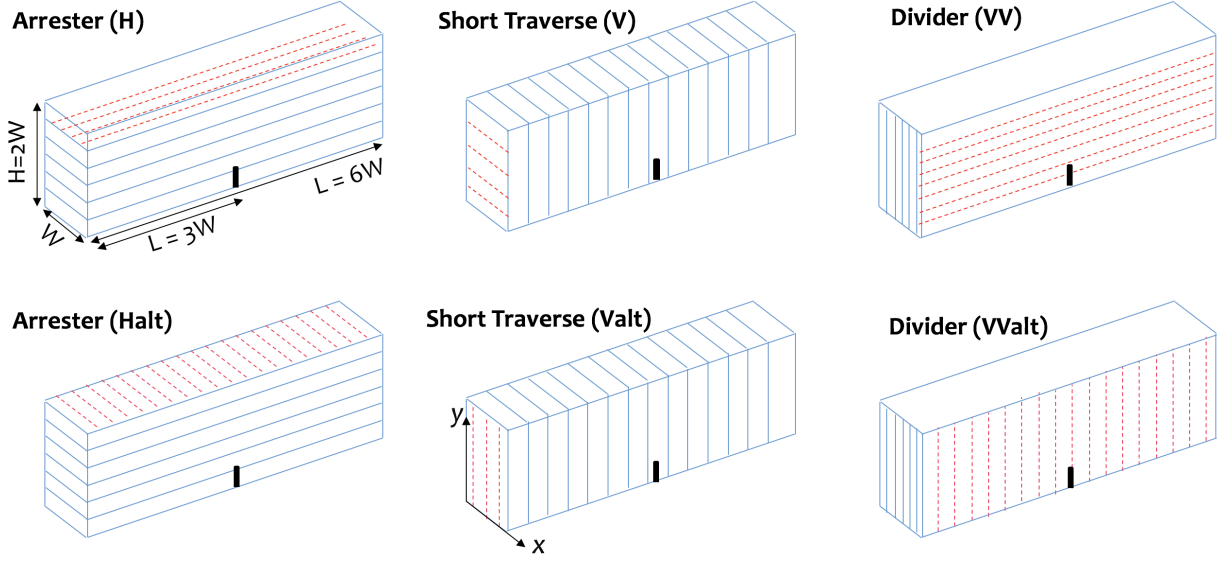 Arrester (H)
Short Traverse (V)
Divider (VV)
H=2W
W
L = 3W
L = 6W
Arrester (Halt)
Short Traverse (Valt)
Divider (VValt)
y
x